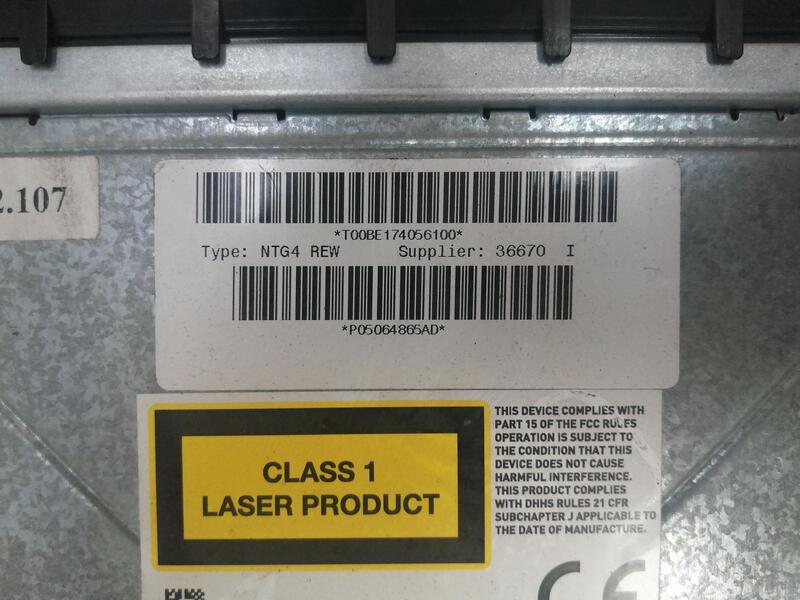 2.107
*T00BE174056100*
Type: NTG4 REW Supplier: 36670 I
*P05064865AD*
CLASS 1
LASER PRODUCT
THIS DEVICE COMPLIES WITH
PART 15 OF THE FCC RULES
OPERATION IS SUBJECT TO
THE CONDITION THAT THIS
DEVICE DOES NOT CAUSE
HARMFUL INTERFERENCE.
THIS PRODUCT COMPLIES
WITH DHHS RULES 21 CFR
SUBCHAPTER J APPLICABLE TO
THE DATE OF MANUFACTURE.
CE